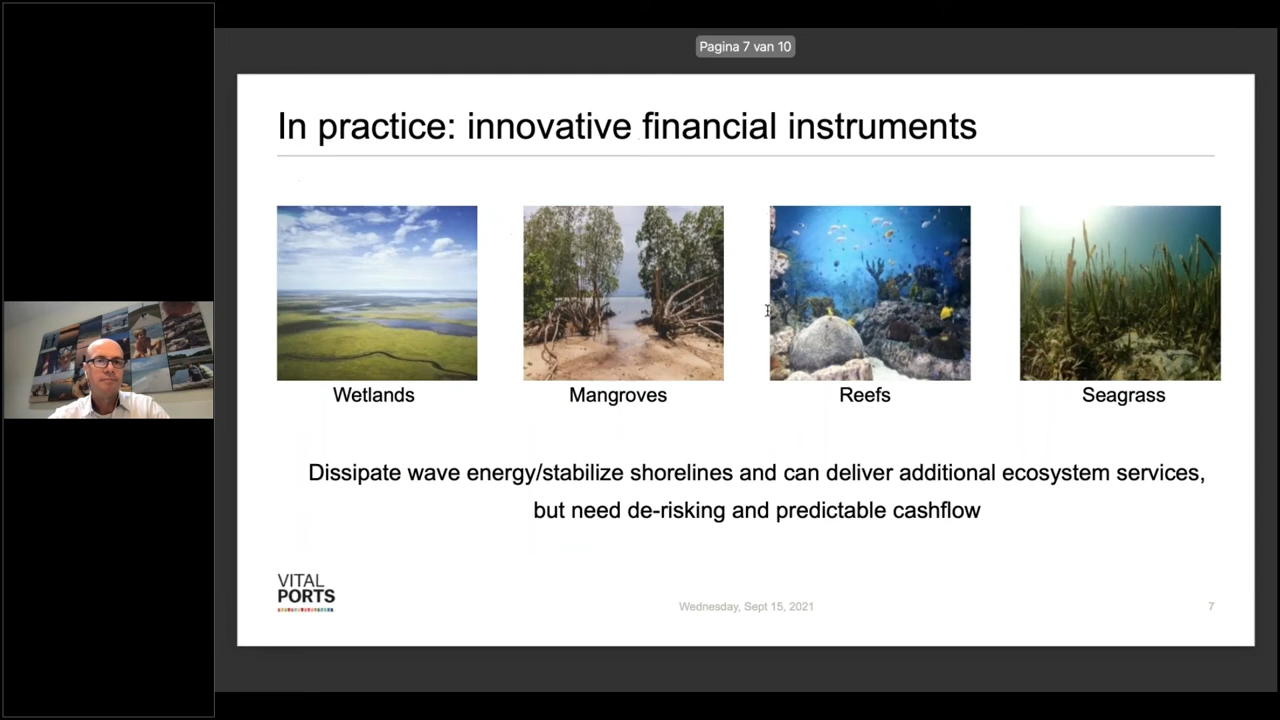 Pagina 7 van 10
In practice: innovative financial instruments
Wetlands
Mangroves
Reefs
Seagrass
Dissipate wave energy/stabilize shorelines and can deliver additional ecosystem services,
but need de-risking and predictable cashflow
VITAL
PORTS
Wednesday, Sept 15, 2021
7